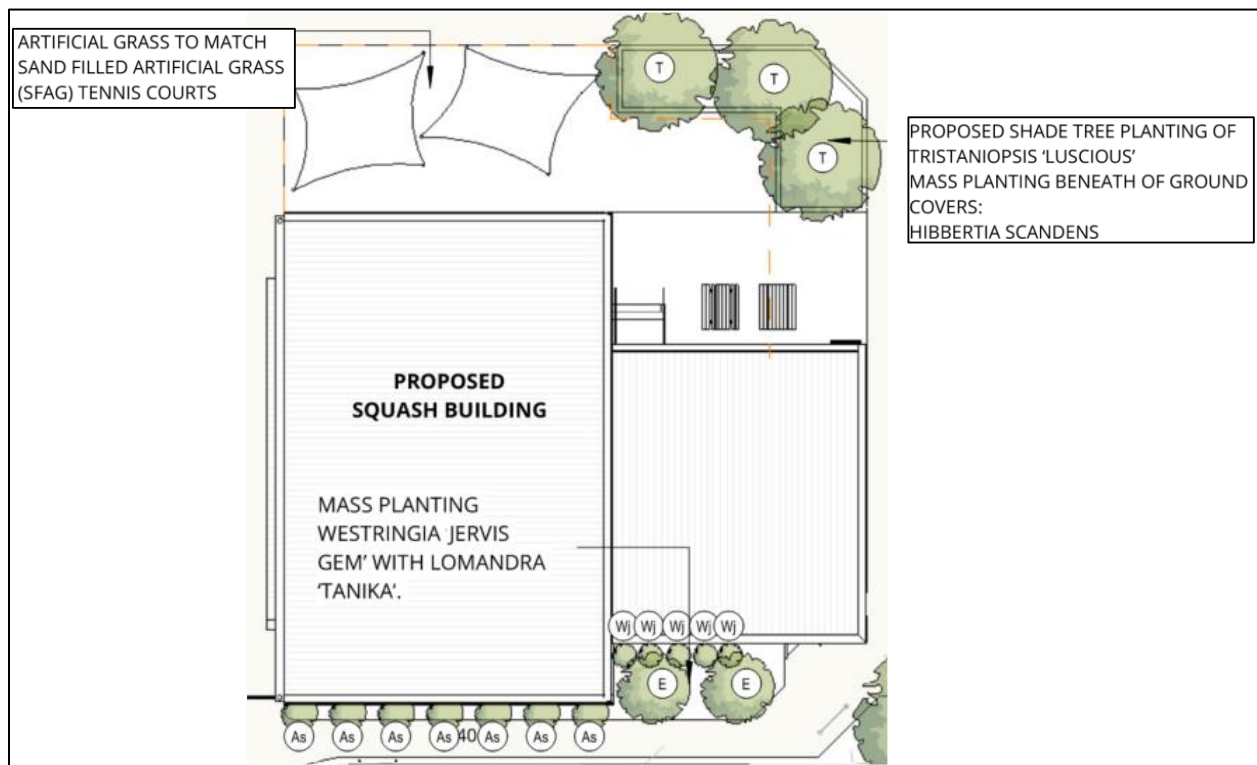 ARTIFICIAL GRASS TO MATCH
SAND FILLED ARTIFICIAL GRASS
(SFAG) TENNIS COURTS
T
T
T
PROPOSED SHADE TREE PLANTING OF
TRISTANIOPSIS ‘LUSCIOUS’
MASS PLANTING BENEATH OF GROUND
COVERS:
HIBBERTIA SCANDENS
PROPOSED
SQUASH BUILDING
MASS PLANTING
WESTRINGIA ‘JERVIS
GEM’ WITH LOMANDRA
‘TANIKA’.
Wj Wj Wj Wj Wj
E E
As As As As 40 As As As